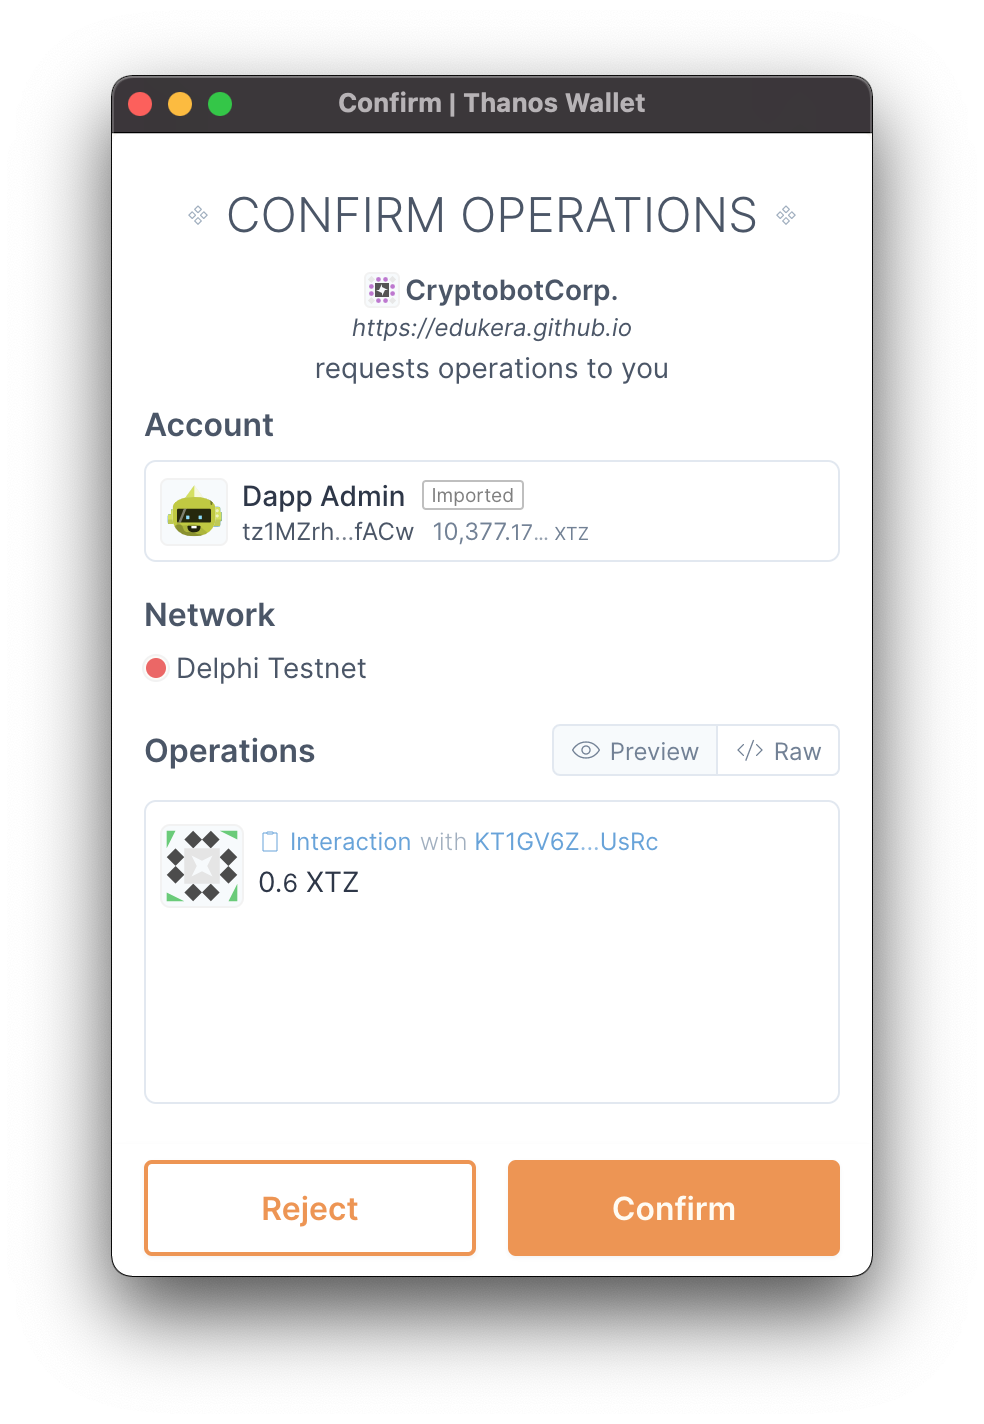 Confirm | Thanos Wallet
CONFIRM OPERATIONS
CryptobotCorp.
https://edukera.github.io
requests operations to you
Account
Dapp Admin Imported
tz1MZrh...fACw 10,377.17... XTZ
Network
Delphi Testnet
Operations Preview </> Raw
Interaction with KT1GV6Z...UsRc
0.6 XTZ
Reject Confirm